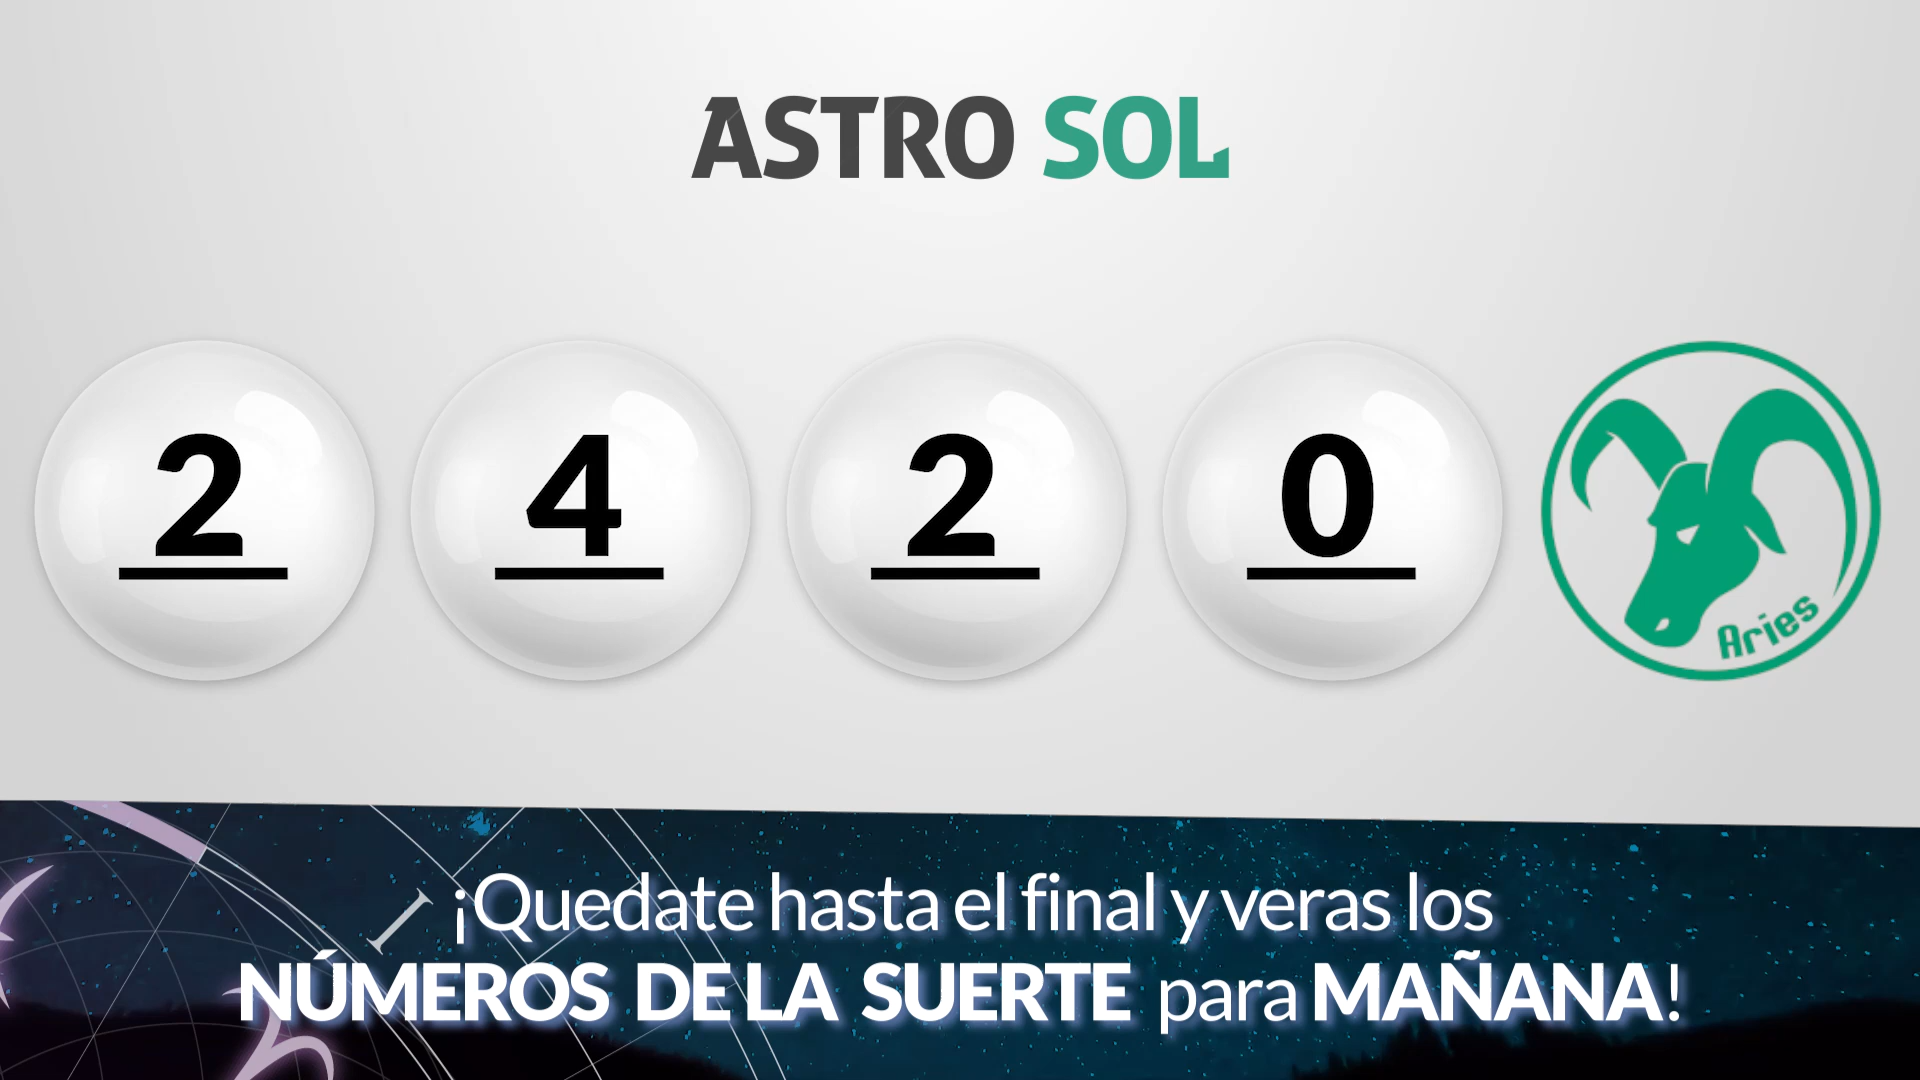 ASTRO SOL
2 4 2 0
Aries
¡Quedate hasta el final y veras los
NÚMEROS DE LA SUERTE para MAÑANA!